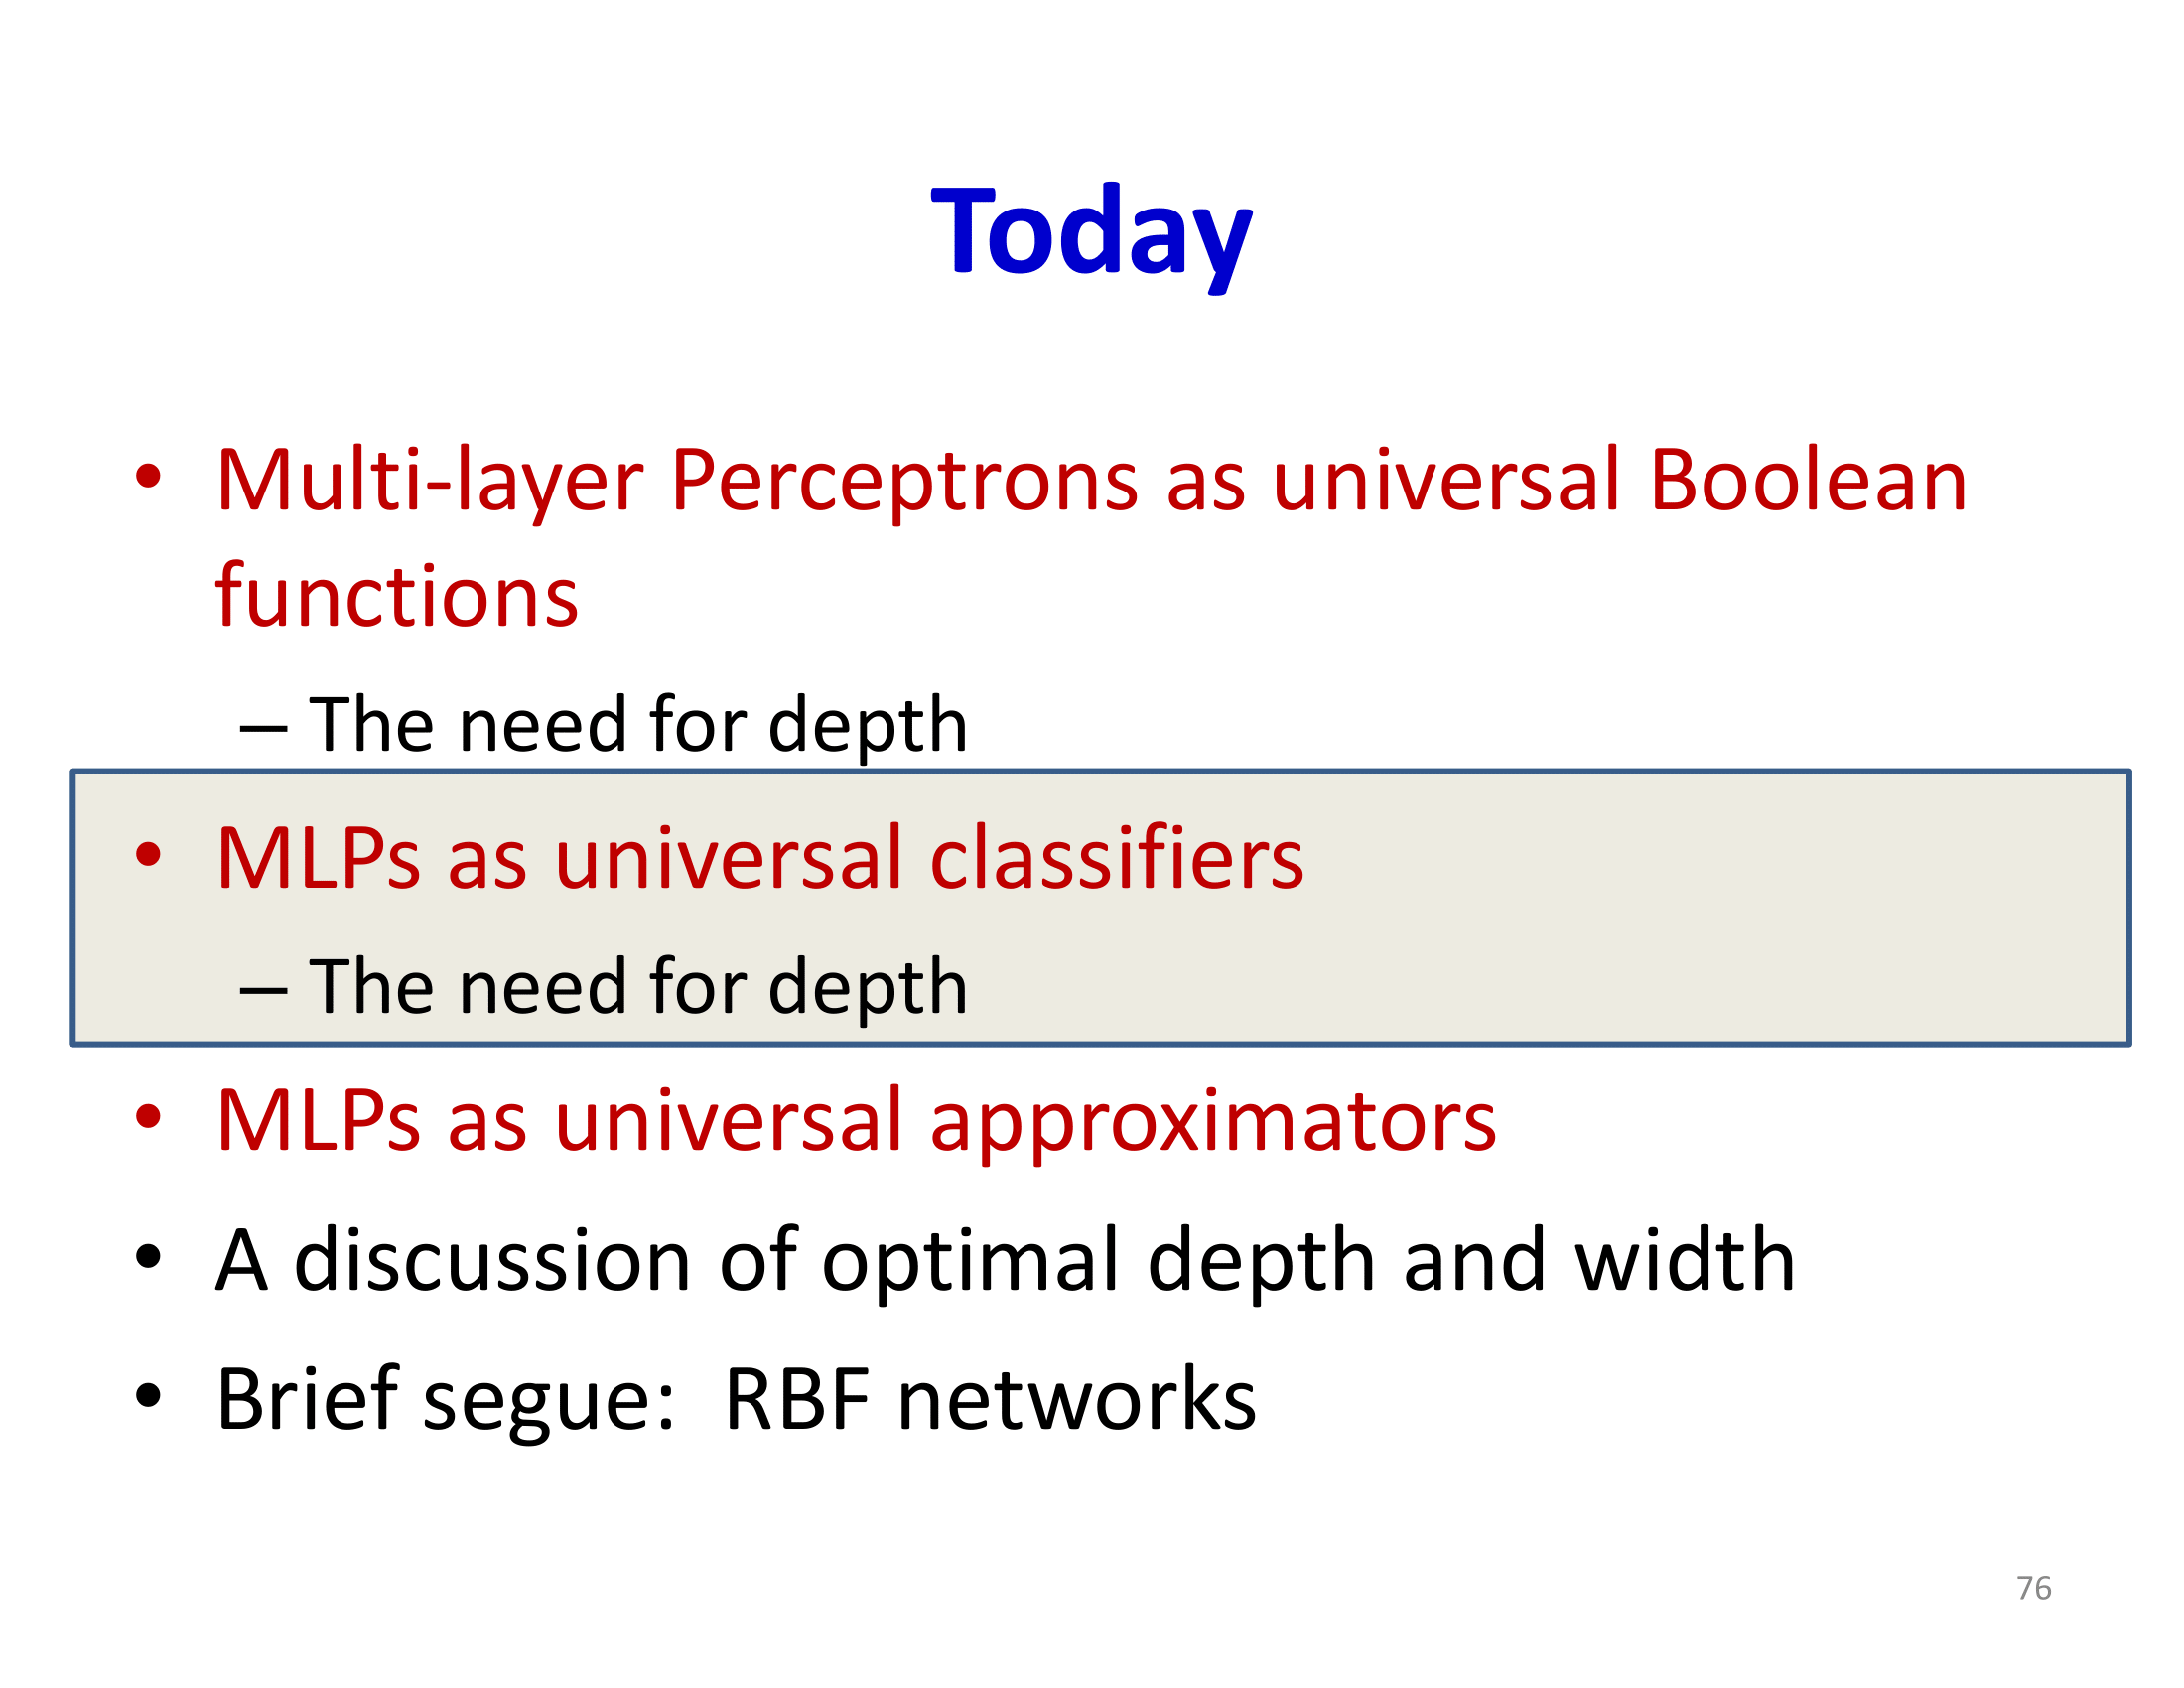 Today
• Multi-layer Perceptrons as universal Boolean
functions
– The need for depth
• MLPs as universal classifiers
– The need for depth
• MLPs as universal approximators
• A discussion of optimal depth and width
• Brief segue: RBF networks
76